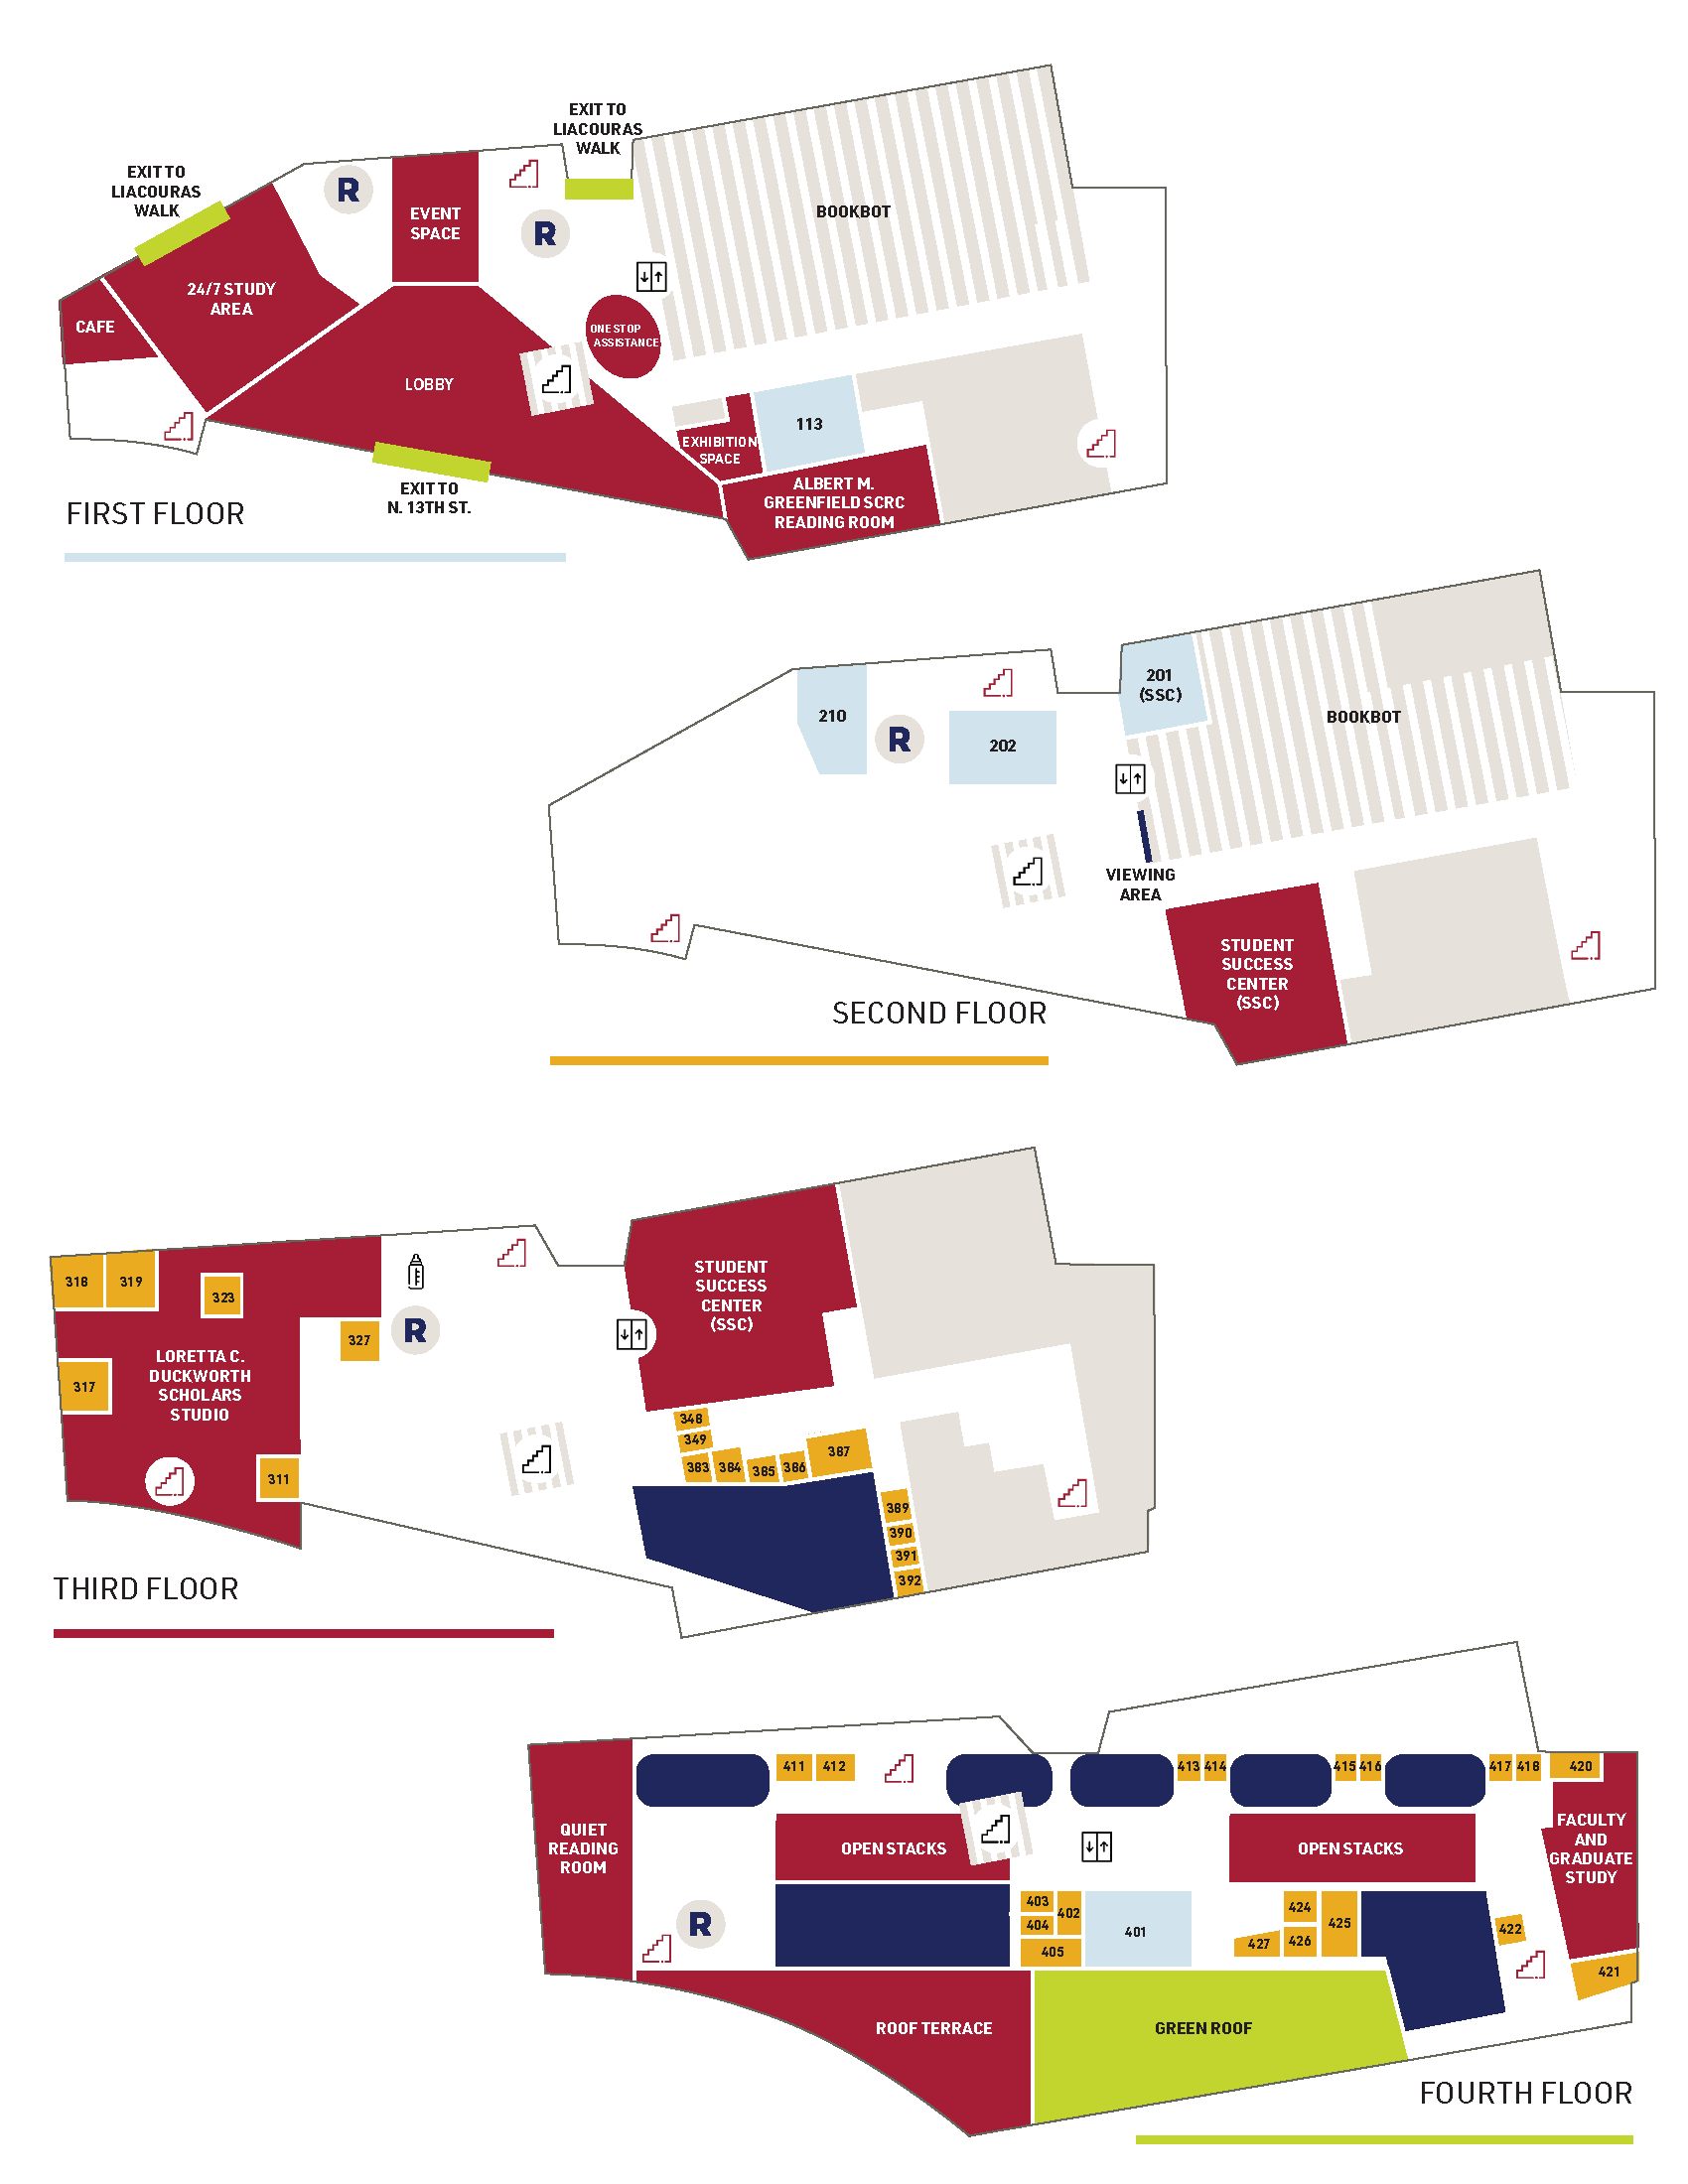 EXIT TO
LIACOURAS
WALK
EXIT TO
LIACOURAS
WALK
R
EVENT
SPACE
R
BOOKBOT
24/7 STUDY
AREA
CAFE
ONE STOP
ASSISTANCE
LOBBY
113
EXHIBITION
SPACE
ALBERT M.
GREENFIELD SCRC
READING ROOM
EXIT TO
N. 13TH ST.
FIRST FLOOR
201
(SSC)
210
R
202
BOOKBOT
VIEWING
AREA
STUDENT
SUCCESS
CENTER
(SSC)
SECOND FLOOR
318
319
323
327
R
STUDENT
SUCCESS
CENTER
(SSC)
317
LORETTA C.
DUCKWORTH
SCHOLARS
STUDIO
311
348
349
383
384
385
386
387
389
390
391
392
THIRD FLOOR
411
412
413
414
415
416
417
418
420
QUIET
READING
ROOM
OPEN STACKS
OPEN STACKS
FACULTY
AND
GRADUATE
STUDY
R
403
402
404
405
401
424
425
426
427
422
421
ROOF TERRACE
GREEN ROOF
FOURTH FLOOR